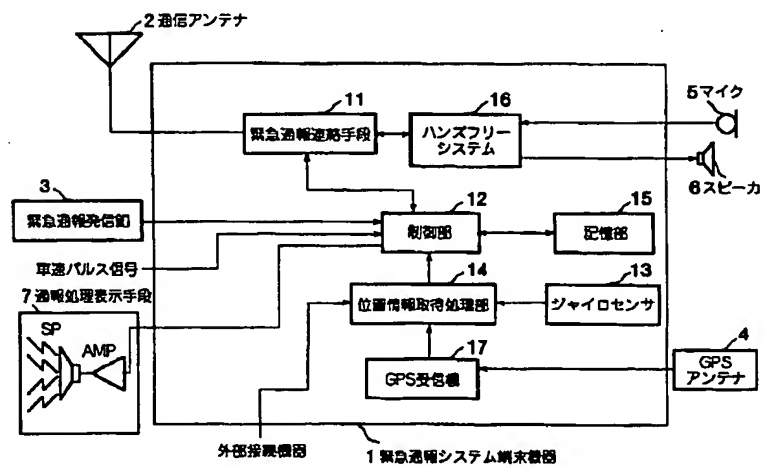 2通信アンテナ
11
緊急通報連絡手段
16
ハンズフリー
システム
5マイク
6スピーカ
3
緊急通報発信釦
12
制御部
15
記憶部
車速パルス信号
7通報処理表示手段
SP
AMP
14
位置情報取得処理部
13
ジャイロセンサ
17
GPS受信機
4
GPS
アンテナ
外部接続機器
1緊急通報システム端末機器